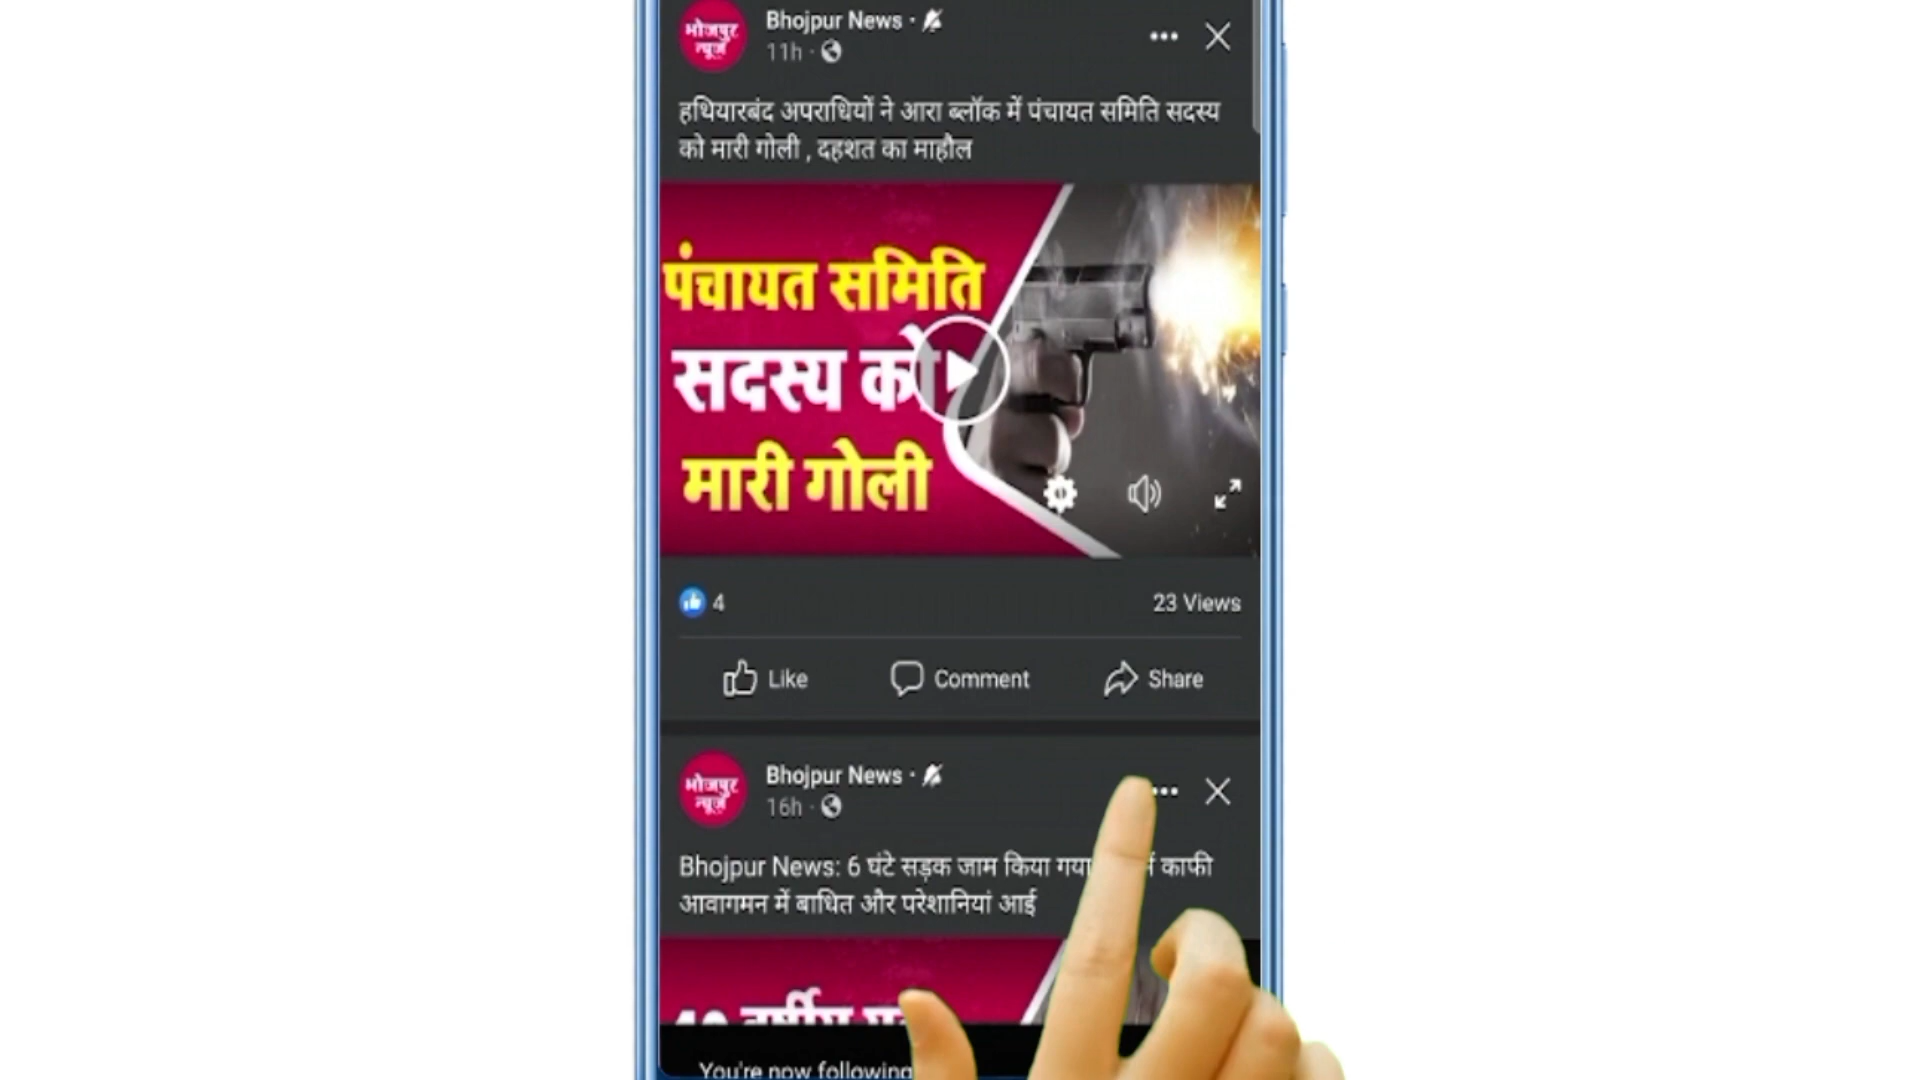 भोजपुर
न्यूज़
Bhojpur News ·
11h ·
हथियारबंद अपराधियों ने आरा ब्लॉक में पंचायत समिति सदस्य
को मारी गोली , दहशत का माहौल
पंचायत समिति
सदस्य को
मारी गोली
4
23 Views
Like
Comment
Share
भोजपुर
न्यूज़
Bhojpur News ·
16h ·
Bhojpur News: 6 घंटे सड़क जाम किया गया काफी
आवागमन में बाधित और परेशानियां आई
You're now following